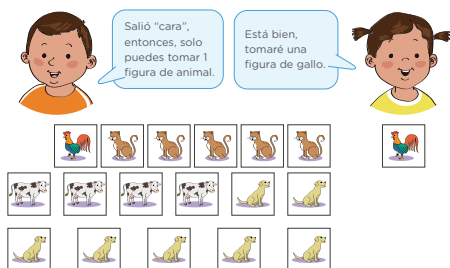 Salió “cara”,
entonces, solo
puedes tomar 1
figura de animal.
Está bien,
tomaré una
figura de gallo.